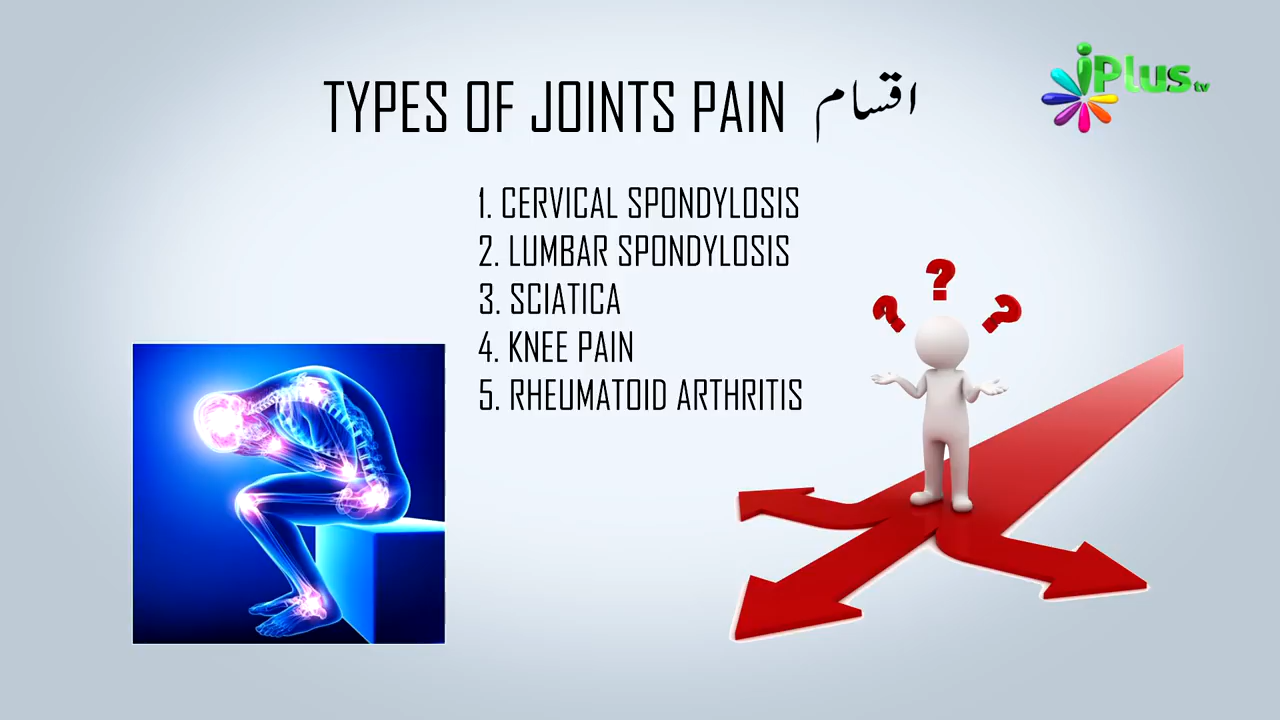 TYPES OF JOINTS PAIN اقسام
iPlus tv
1. CERVICAL SPONDYLOSIS
2. LUMBAR SPONDYLOSIS
3. SCIATICA
4. KNEE PAIN
5. RHEUMATOID ARTHRITIS
? ? ?